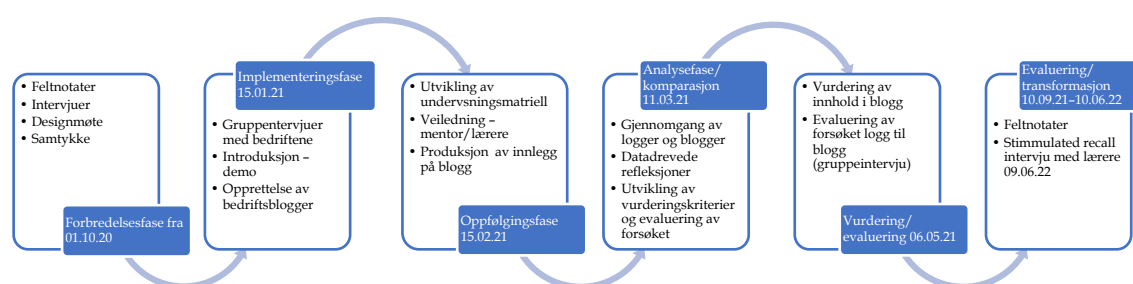 • Feltnotater
• Intervjuer
• Designmøte
• Samtykke
Forbredelsesfase fra
01.10.20
Implementeringsfase
15.01.21
• Gruppentervjuer
med bedriftene
• Introduksjon –
demo
• Opprettelse av
bedriftsblogger
• Utvikling av
undervsningsmatriell
• Veiledning –
mentor/lærere
• Produksjon av innlegg
på blogg
Oppfølgingsfase
15.02.21
Analysefase/
komparasjon
11.03.21
• Gjennomgang av
logger og blogger
• Datadrevede
refleksjoner
• Utvikling av
vurderingskriterier
og evaluering av
forsøket
• Vurdering av
innhold i blogg
• Evaluering av
forsøket logg til
blogg
(gruppeintervju)
Vurdering/
evaluering 06.05.21
Evaluering/
transformasjon
10.09.21–10.06.22
• Feltnotater
• Stimmulated recall
intervju med lærere
09.06.22